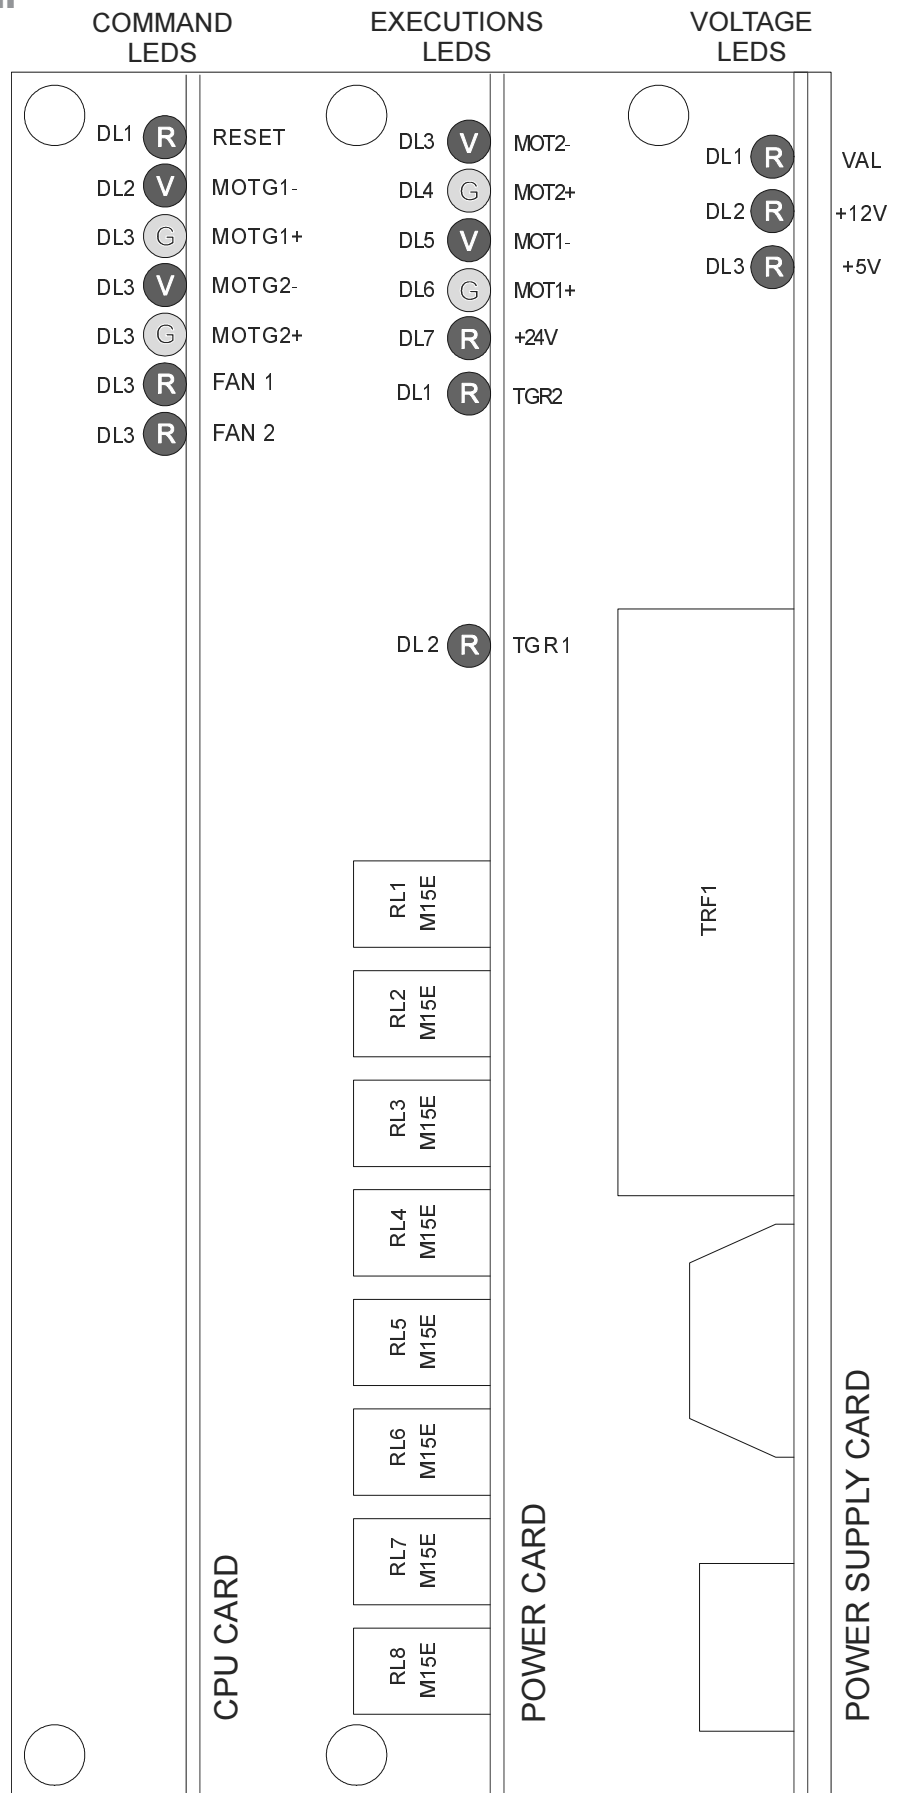 COMMAND
LEDS
DL1 R RESET
DL2 V MOTG1-
DL3 G MOTG1+
DL3 V MOTG2-
DL3 G MOTG2+
DL3 R FAN 1
DL3 R FAN 2
CPU CARD
EXECUTIONS
LEDS
DL3 V MOT2-
DL4 G MOT2+
DL5 V MOT1-
DL6 G MOT1+
DL7 R +24V
DL1 R TGR2
DL2 R TGR1
RL1
M15E
RL2
M15E
RL3
M15E
RL4
M15E
RL5
M15E
RL6
M15E
RL7
M15E
RL8
M15E
POWER CARD
VOLTAGE
LEDS
DL1 R VAL
DL2 R +12V
DL3 R +5V
TRF1
POWER SUPPLY CARD